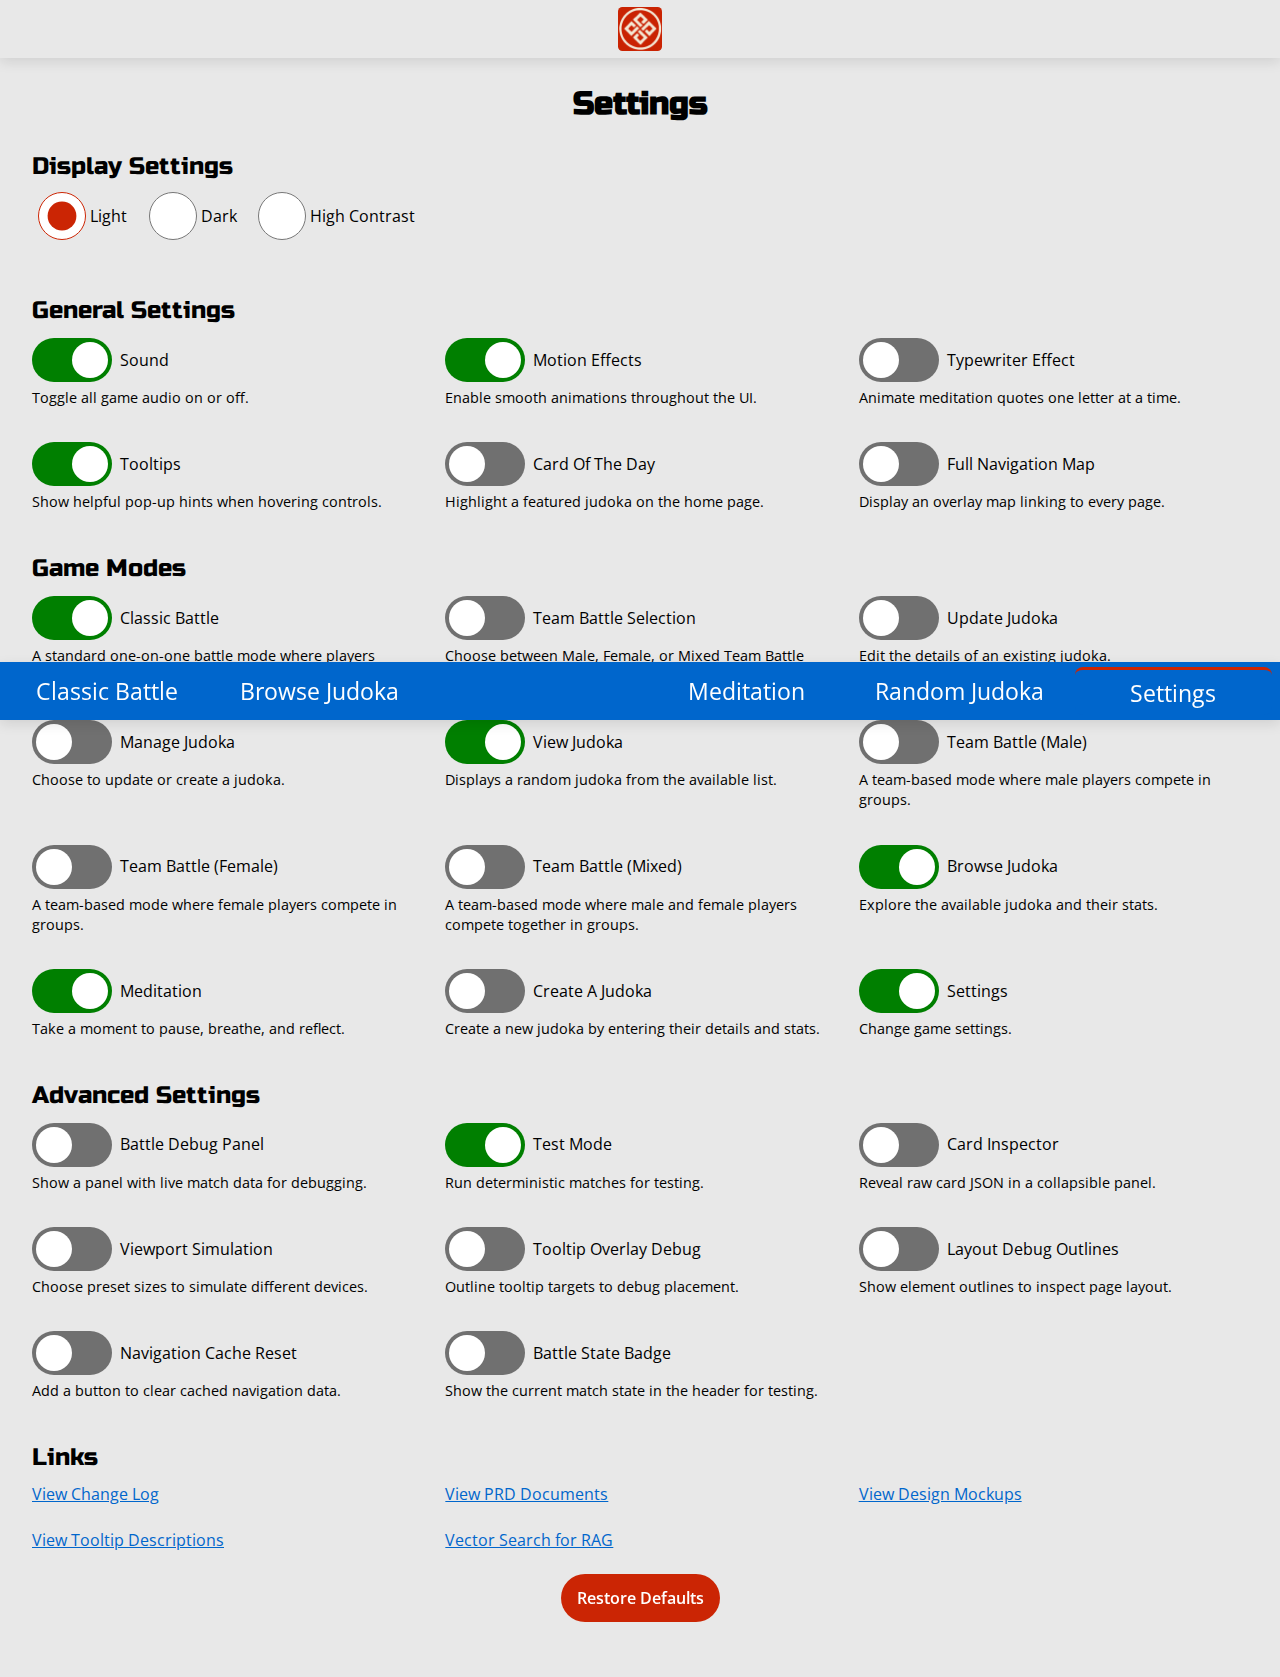 Settings
Display Settings
Light Dark High Contrast
General Settings
Sound Motion Effects Typewriter Effect
Toggle all game audio on or off. Enable smooth animations throughout the UI. Animate meditation quotes one letter at a time.
Tooltips Card Of The Day Full Navigation Map
Show helpful pop-up hints when hovering controls. Highlight a featured judoka on the home page. Display an overlay map linking to every page.
Game Modes
Classic Battle Team Battle Selection Update Judoka
A standard one-on-one battle mode where players Choose between Male, Female, or Mixed Team Battle Edit the details of an existing judoka.
Classic Battle Browse Judoka Meditation Random Judoka Settings
Manage Judoka View Judoka Team Battle (Male)
Choose to update or create a judoka. Displays a random judoka from the available list. A team-based mode where male players compete in
groups.
Team Battle (Female) Team Battle (Mixed) Browse Judoka
A team-based mode where female players compete in A team-based mode where male and female players Explore the available judoka and their stats.
groups. compete together in groups.
Meditation Create A Judoka Settings
Take a moment to pause, breathe, and reflect. Create a new judoka by entering their details and stats. Change game settings.
Advanced Settings
Battle Debug Panel Test Mode Card Inspector
Show a panel with live match data for debugging. Run deterministic matches for testing. Reveal raw card JSON in a collapsible panel.
Viewport Simulation Tooltip Overlay Debug Layout Debug Outlines
Choose preset sizes to simulate different devices. Outline tooltip targets to debug placement. Show element outlines to inspect page layout.
Navigation Cache Reset Battle State Badge
Add a button to clear cached navigation data. Show the current match state in the header for testing.
Links
View Change Log View PRD Documents View Design Mockups
View Tooltip Descriptions Vector Search for RAG
Restore Defaults